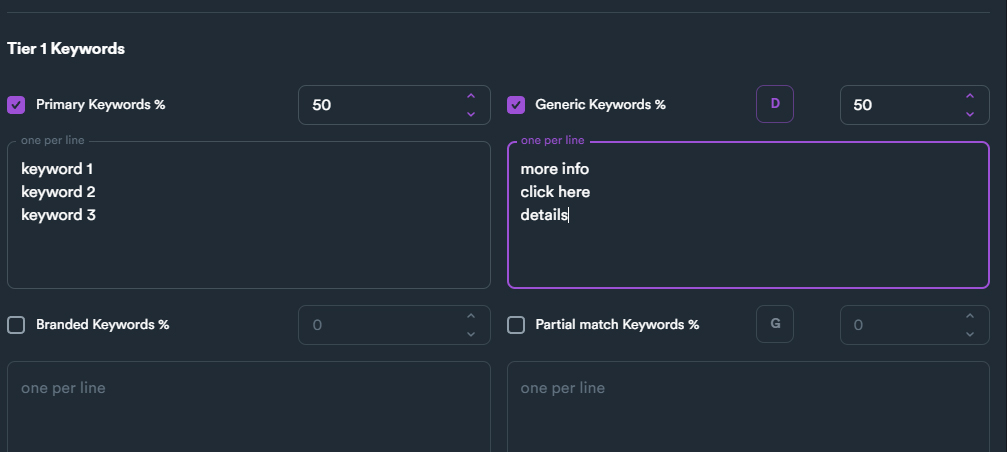 Tier 1 Keywords
Primary Keywords % 50
Generic Keywords % D 50
one per line
keyword 1
keyword 2
keyword 3
one per line
more info
click here
details
Branded Keywords % 0
Partial match Keywords % G 0
one per line
one per line